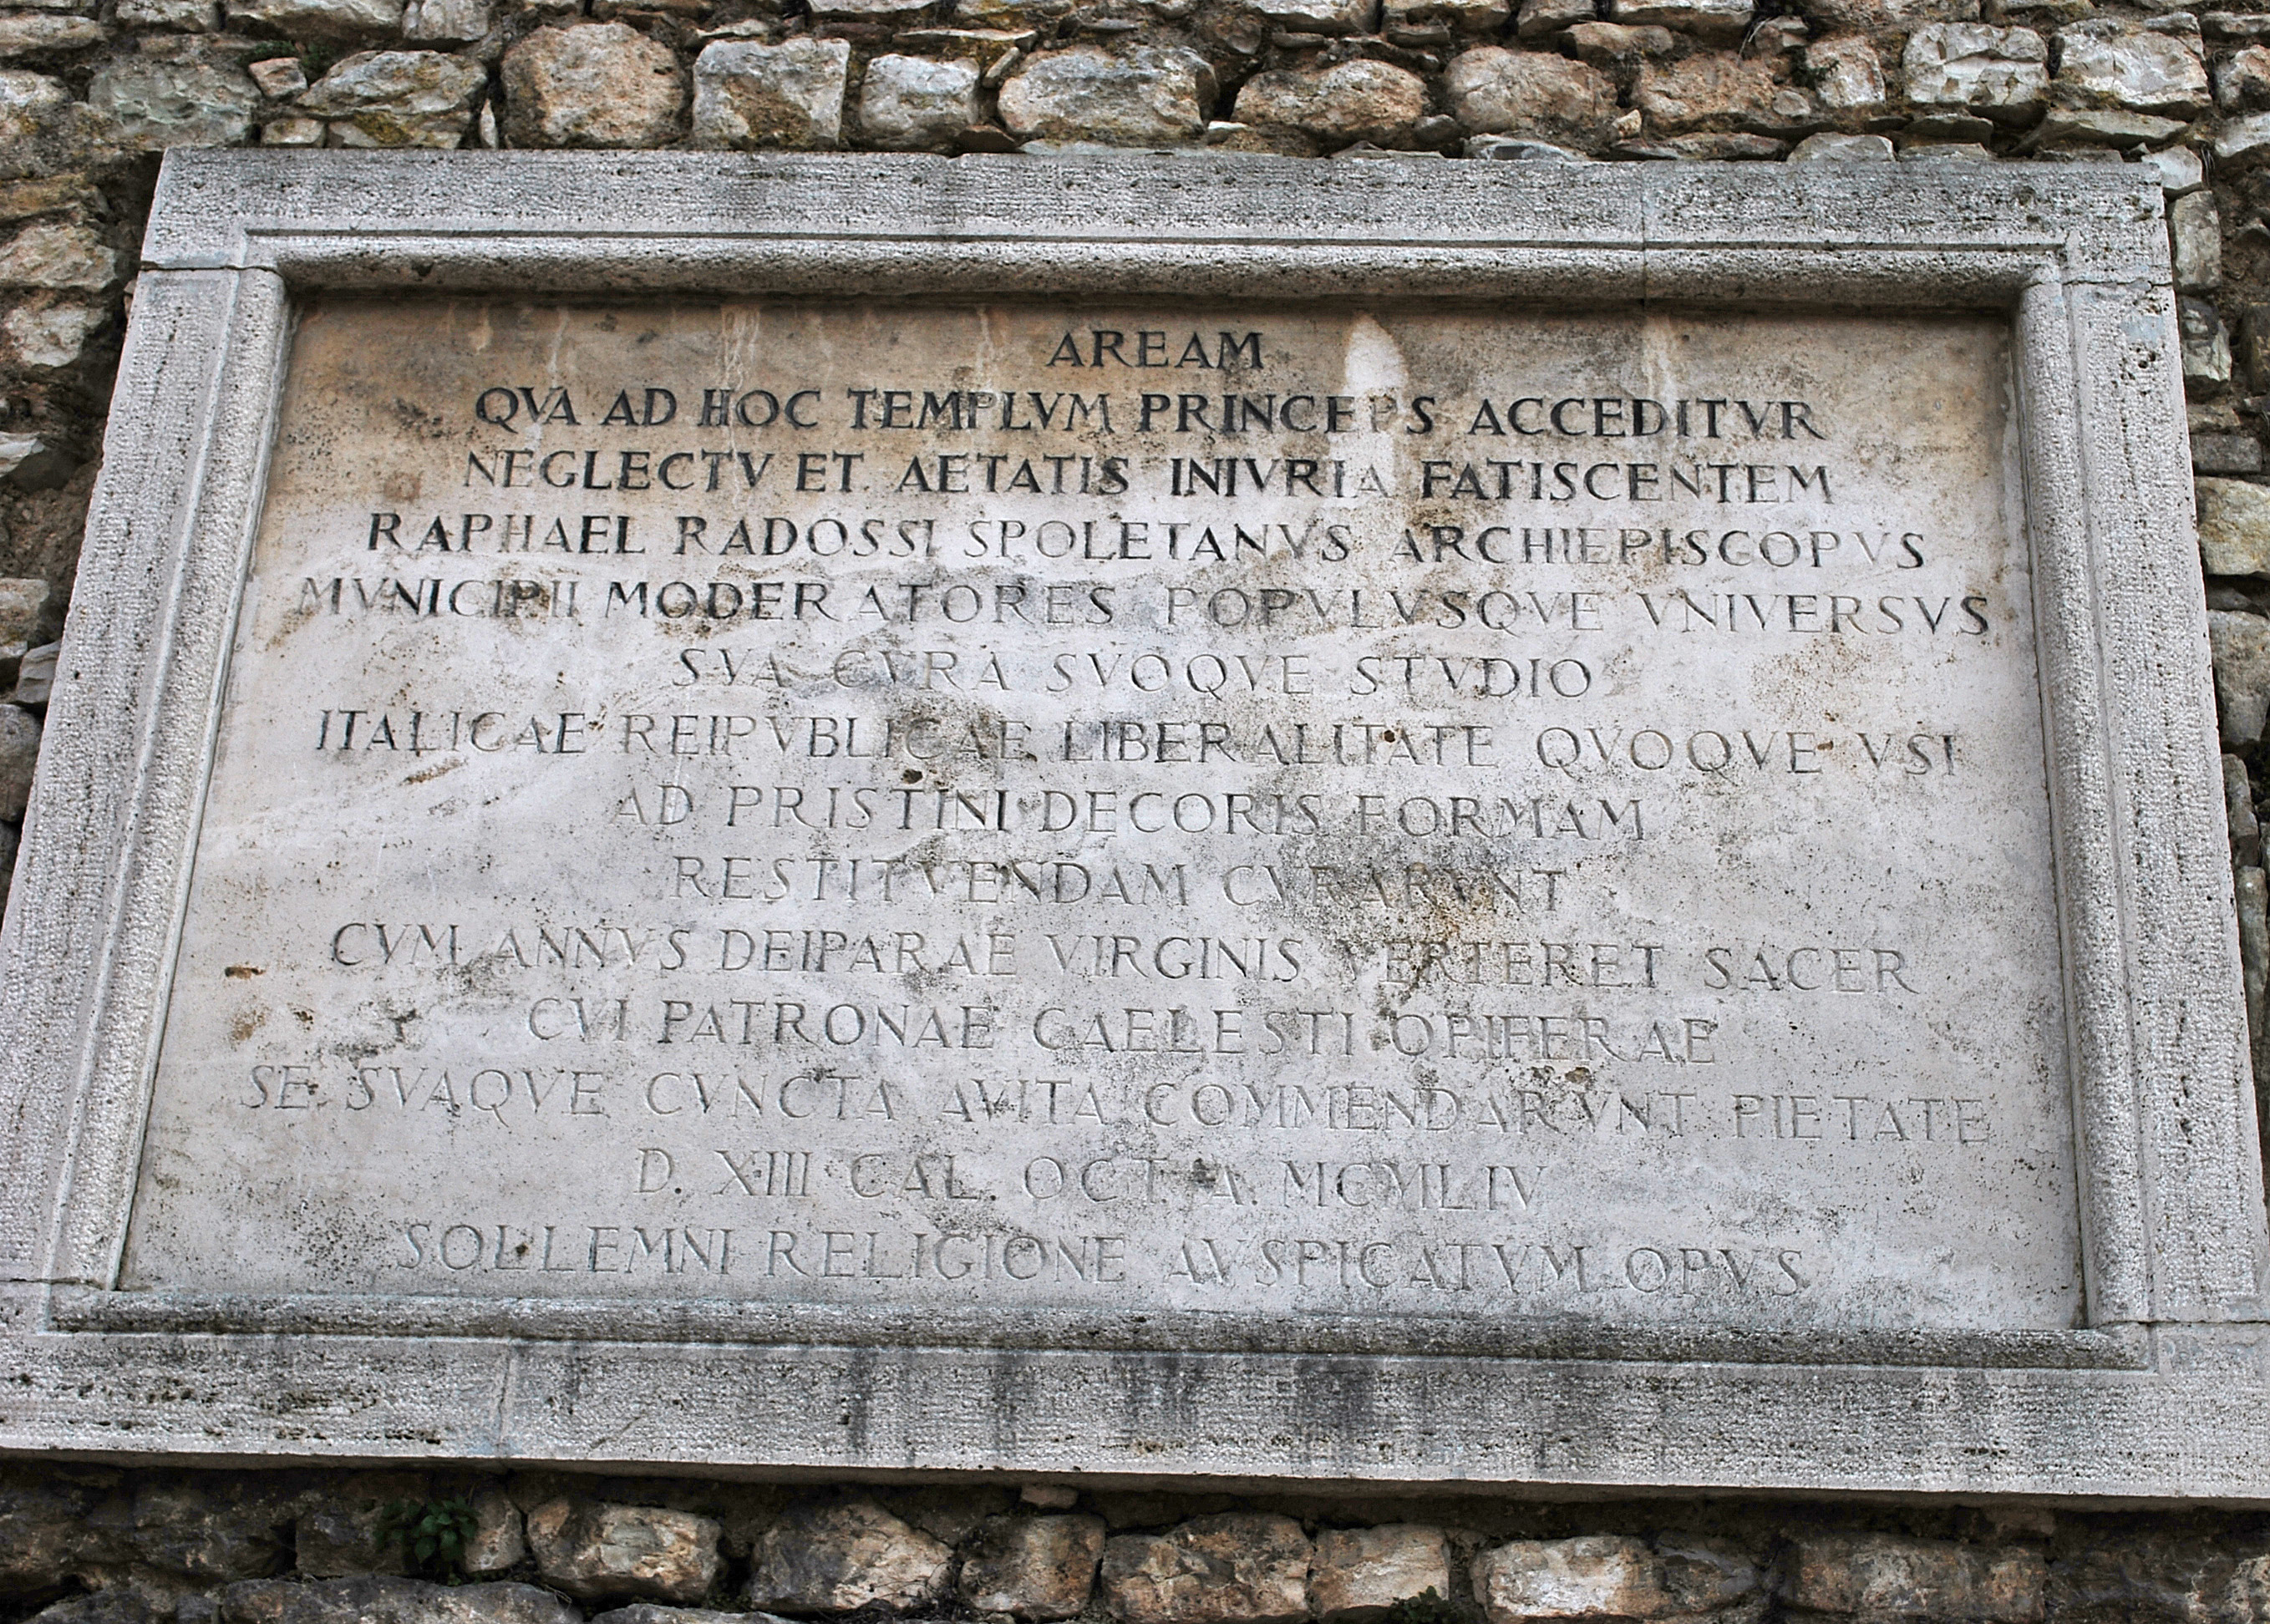 AREAM
QVA AD HOC TEMPLVM PRINCEPS ACCEDITVR
NEGLECTV ET AETATIS INIVRIA FATISCENTEM
RAPHAEL RADOSSI SPOLETANVS ARCHIEPISCOPVS
MVNICIPII MODERATORES POPVLVSQVE VNIVERSVS
SVA CVRA SVOQVE STVDIO
ITALICAE REIPVBLICAE LIBERALITATE QVOQVE VSI
AD PRISTINI DECORIS FORMAM
RESTITVENDAM CVRARVNT
CVM ANNVS DEIPARAE VIRGINIS VERTERET SACER
CVI PATRONAE CAELESTI OPIFERAE
SE SVAQVE CVNCTA AVITA COMMENDARVNT PIETATE
D. XIII CAL. OCT. A. MCMLIV
SOLLEMNI RELIGIONE AVSPICATVM OPVS